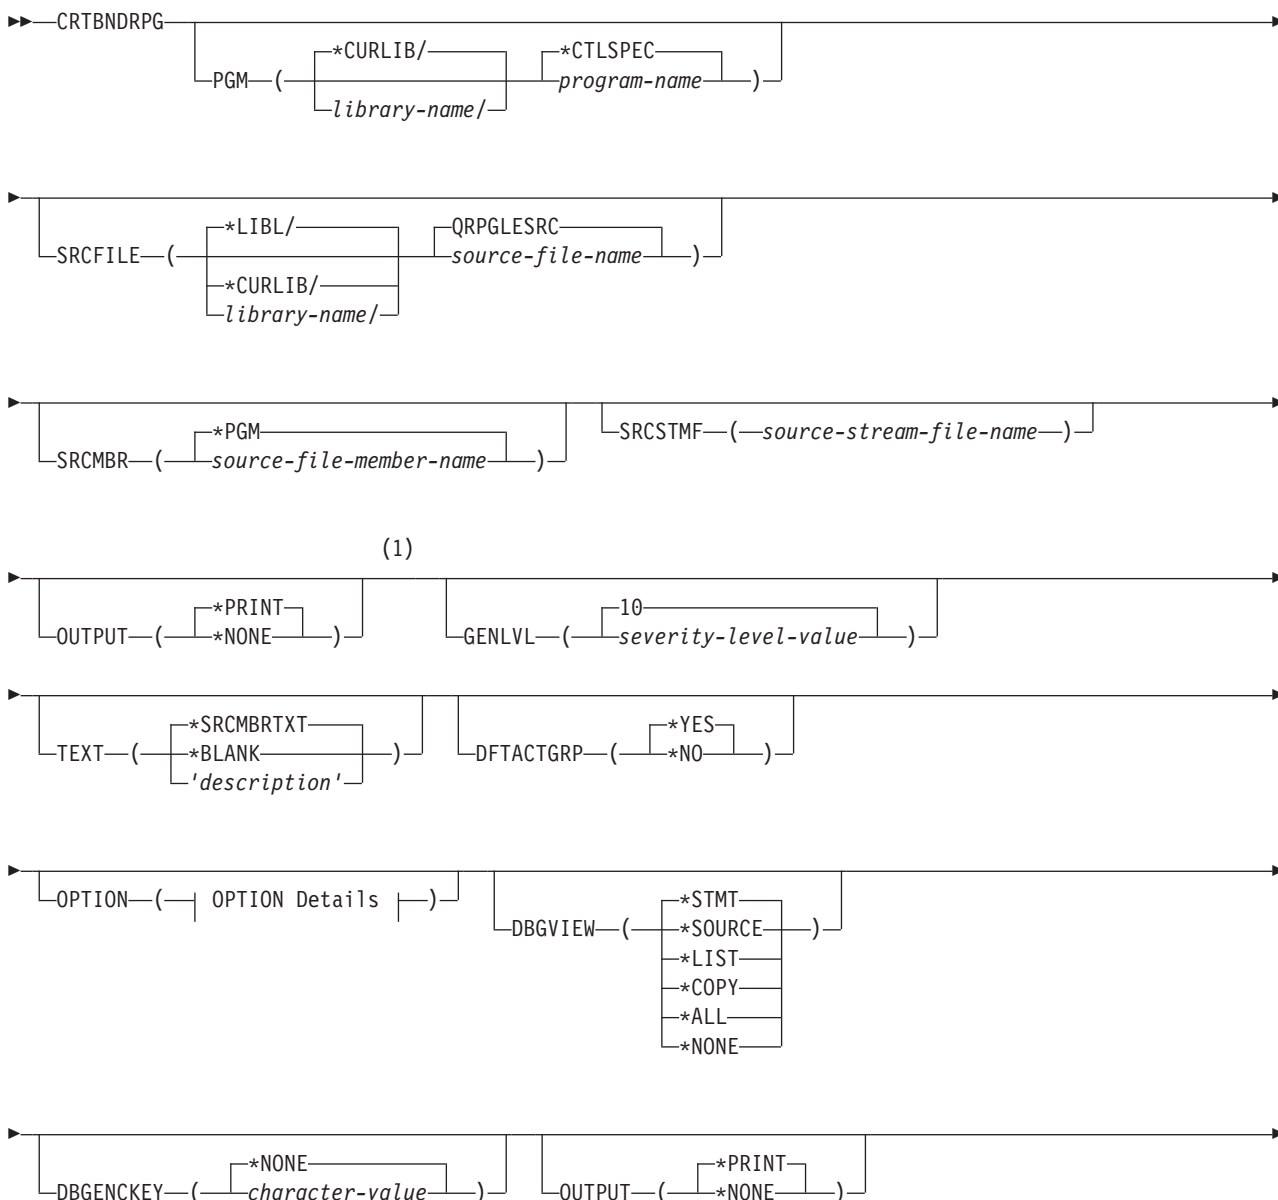 CRTBNDRPG
*CURLIB/ *CTLSPEC
PGM ( program-name )
library-name/
*LIBL/ QRPGLESRC
SRCFILE ( source-file-name )
*CURLIB/
library-name/
*PGM SRCSTMF ( source-stream-file-name )
SRCMBR ( source-file-member-name )
(1)
*PRINT 10
OUTPUT ( *NONE ) GENLVL ( severity-level-value )
*SRCMBRTXT *YES
TEXT ( *BLANK ) DFTACTGRP ( *NO )
'description'
OPTION ( OPTION Details ) *STMT
DBGVIEW ( *SOURCE )
*LIST
*COPY
*ALL
*NONE
*NONE *PRINT
DBGENCKEY ( character-value ) OUTPUT ( *NONE )